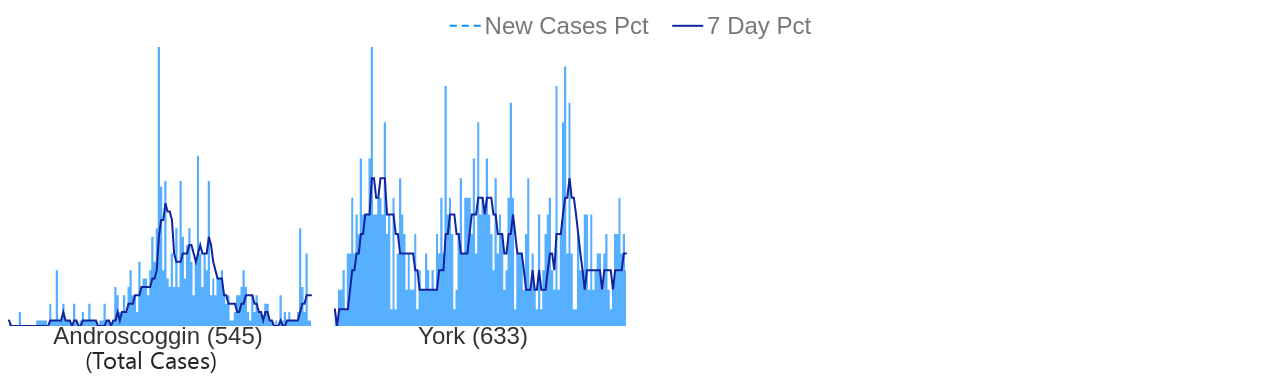 New Cases Pct 7 Day Pct
Androscoggin (545) York (633)
(Total Cases)